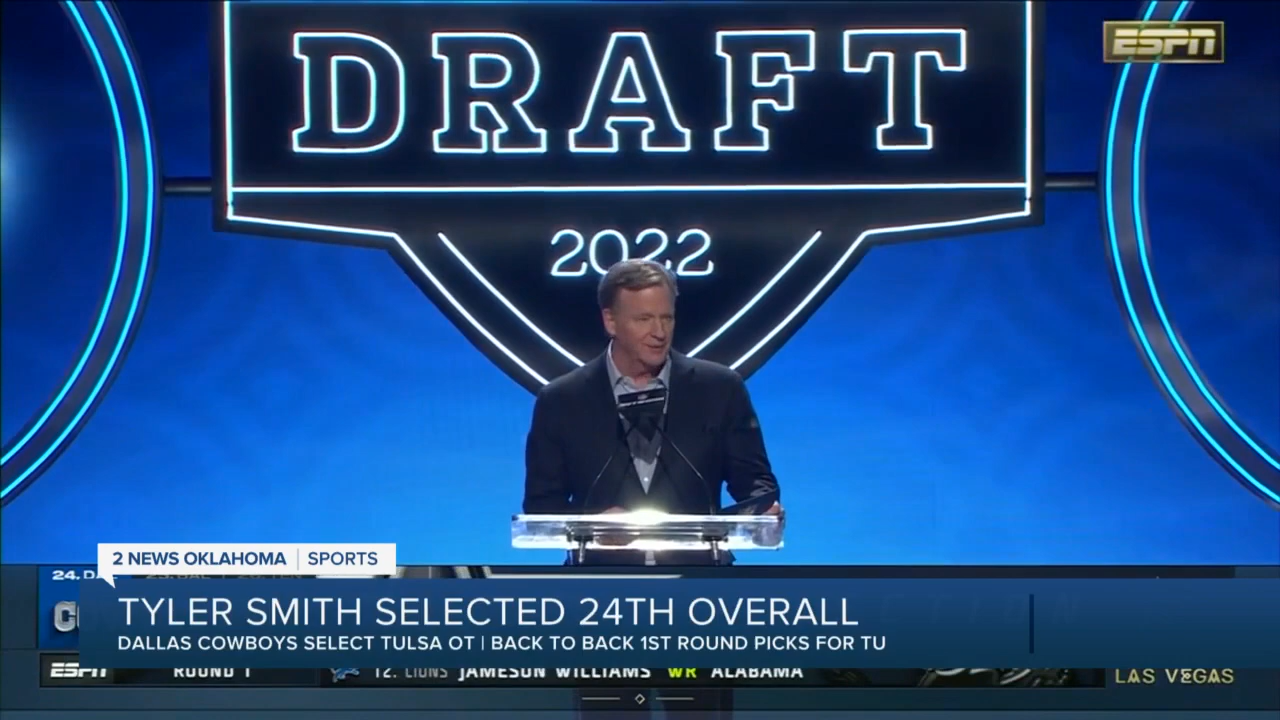 DRAFT
ESPN
2022
2 NEWS OKLAHOMA | SPORTS
TYLER SMITH SELECTED 24TH OVERALL
DALLAS COWBOYS SELECT TULSA OT | BACK TO BACK 1ST ROUND PICKS FOR TU
ESPN ROUND 1 12. LIONS JAMESON WILLIAMS WR ALABAMA LAS VEGAS